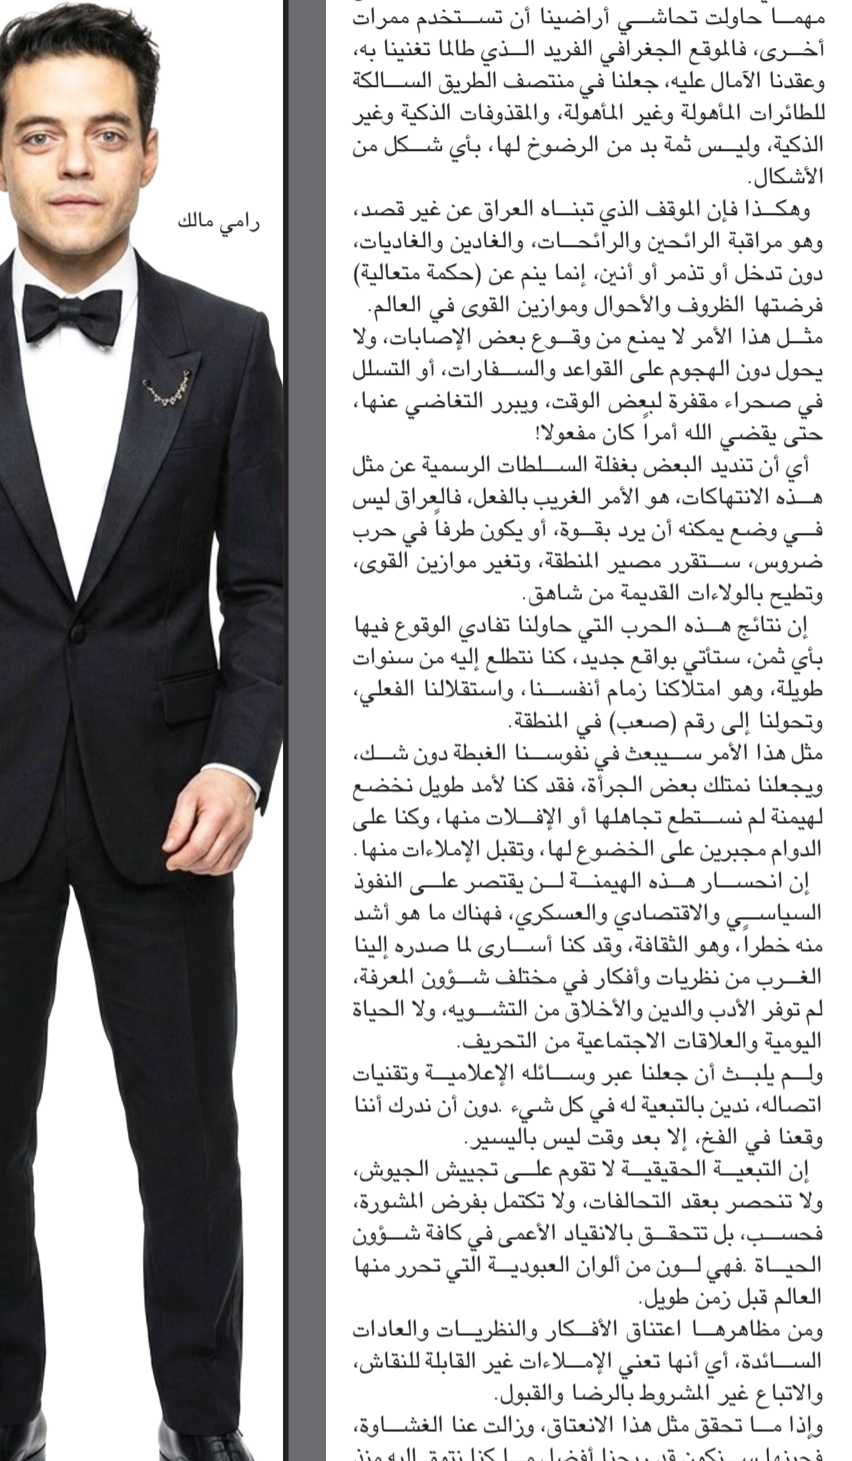 مهما حاولت تحاشي أراضينا أن تستخدم ممرات
أخرى، فالموقع الجغرافي الفريد الذي طالما تغنينا به،
وعقدنا الآمال عليه، جعلنا في منتصف الطريق السالكة
للطائرات المأهولة وغير المأهولة، والمقذوفات الذكية وغير
الذكية، وليس ثمة بد من الرضوخ لها، بأي شكل من
الأشكال.
وهكذا فإن الموقف الذي تبناه العراق عن غير قصد،
وهو مراقبة الرائحين والرائحات، والغادين والغاديات،
دون تدخل أو تذمر أو أنين، إنما ينم عن (حكمة متعالية)
فرضتها الظروف والأحوال وموازين القوى في العالم.
مثل هذا الأمر لا يمنع من وقوع بعض الإصابات، ولا
يحول دون الهجوم على القواعد والسفارات، أو التسلل
في صحراء مقفرة لبعض الوقت، ويبرر التغاضي عنها،
حتى يقضي الله أمراً كان مفعولا!
أي أن تنديد البعض بغفلة السلطات الرسمية عن مثل
هذه الانتهاكات، هو الأمر الغريب بالفعل، فالعراق ليس
في وضع يمكنه أن يرد بقوة، أو يكون طرفاً في حرب
ضروس، ستقرر مصير المنطقة، وتغير موازين القوى،
وتطيح بالولاءات القديمة من شاهق.
إن نتائج هذه الحرب التي حاولنا تفادي الوقوع فيها
بأي ثمن، ستأتي بواقع جديد، كنا نتطلع إليه من سنوات
طويلة، وهو امتلاكنا زمام أنفسنا، واستقلالنا الفعلي،
وتحولنا إلى رقم (صعب) في المنطقة.
مثل هذا الأمر سيبعث في نفوسنا الغبطة دون شك،
ويجعلنا نمتلك بعض الجرأة، فقد كنا لأمد طويل نخضع
لهيمنة لم نستطع تجاهلها أو الإفلات منها، وكنا على
الدوام مجبرين على الخضوع لها، وتقبل الإملاءات منها.
إن انحسار هذه الهيمنة لن يقتصر على النفوذ
السياسي والاقتصادي والعسكري، فهناك ما هو أشد
منه خطراً، وهو الثقافة، وقد كنا أسارى لما صدره إلينا
الغرب من نظريات وأفكار في مختلف شؤون المعرفة،
لم توفر الأدب والدين والأخلاق من التشويه، ولا الحياة
اليومية والعلاقات الاجتماعية من التحريف.
ولم يلبث أن جعلنا عبر وسائله الإعلامية وتقنيات
اتصاله، ندين بالتبعية له في كل شيء .دون أن ندرك أننا
وقعنا في الفخ، إلا بعد وقت ليس باليسير.
إن التبعية الحقيقية لا تقوم على تجييش الجيوش،
ولا تنحصر بعقد التحالفات، ولا تكتمل بفرض المشورة،
فحسب، بل تتحقق بالانقياد الأعمى في كافة شؤون
الحياة .فهي لون من ألوان العبودية التي تحرر منها
العالم قبل زمن طويل.
ومن مظاهرها اعتناق الأفكار والنظريات والعادات
السائدة، أي أنها تعني الإملاءات غير القابلة للنقاش،
والاتباع غير المشروط بالرضا والقبول.
وإذا ما تحقق مثل هذا الانعتاق، وزالت عنا الغشاوة،
رامي مالك